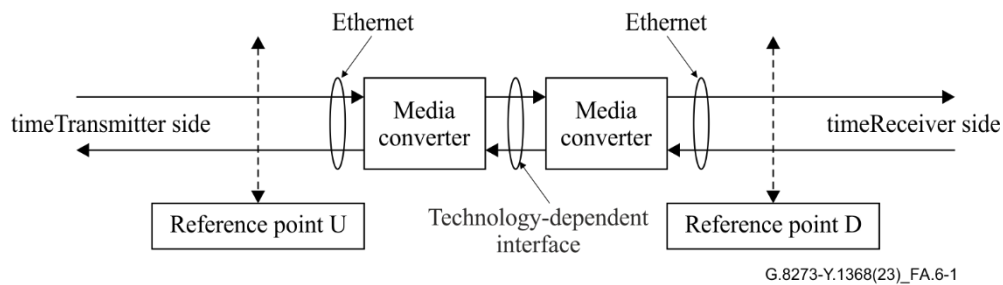 Ethernet
Ethernet
timeTransmitter side
Media
converter
Media
converter
timeReceiver side
Reference point U
Technology-dependent
interface
Reference point D
G.8273-Y.1368(23)_FA.6-1